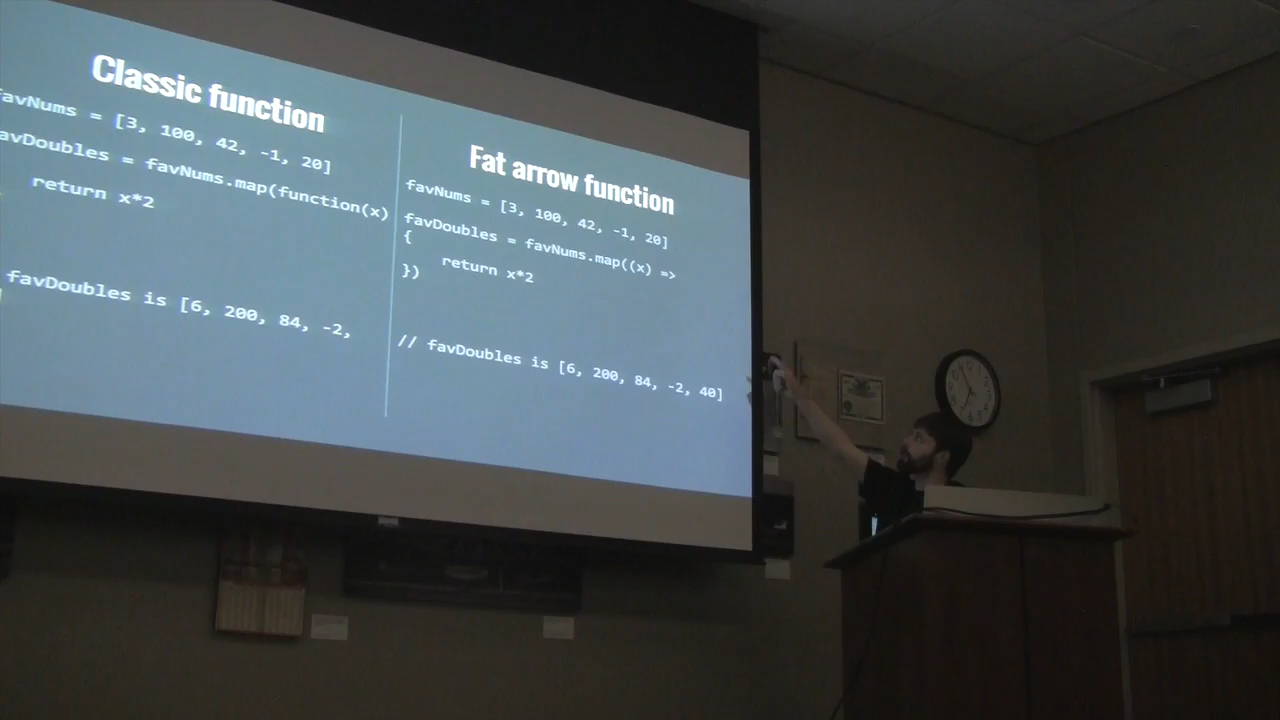 Classic function
favNums = [3, 100, 42, -1, 20]
avDoubles = favNums.map(function(x)
return x*2
favDoubles is [6, 200, 84, -2,
Fat arrow function
favNums = [3, 100, 42, -1, 20]
favDoubles = favNums.map((x) =>
{
return x*2
})
// favDoubles is [6, 200, 84, -2, 40]